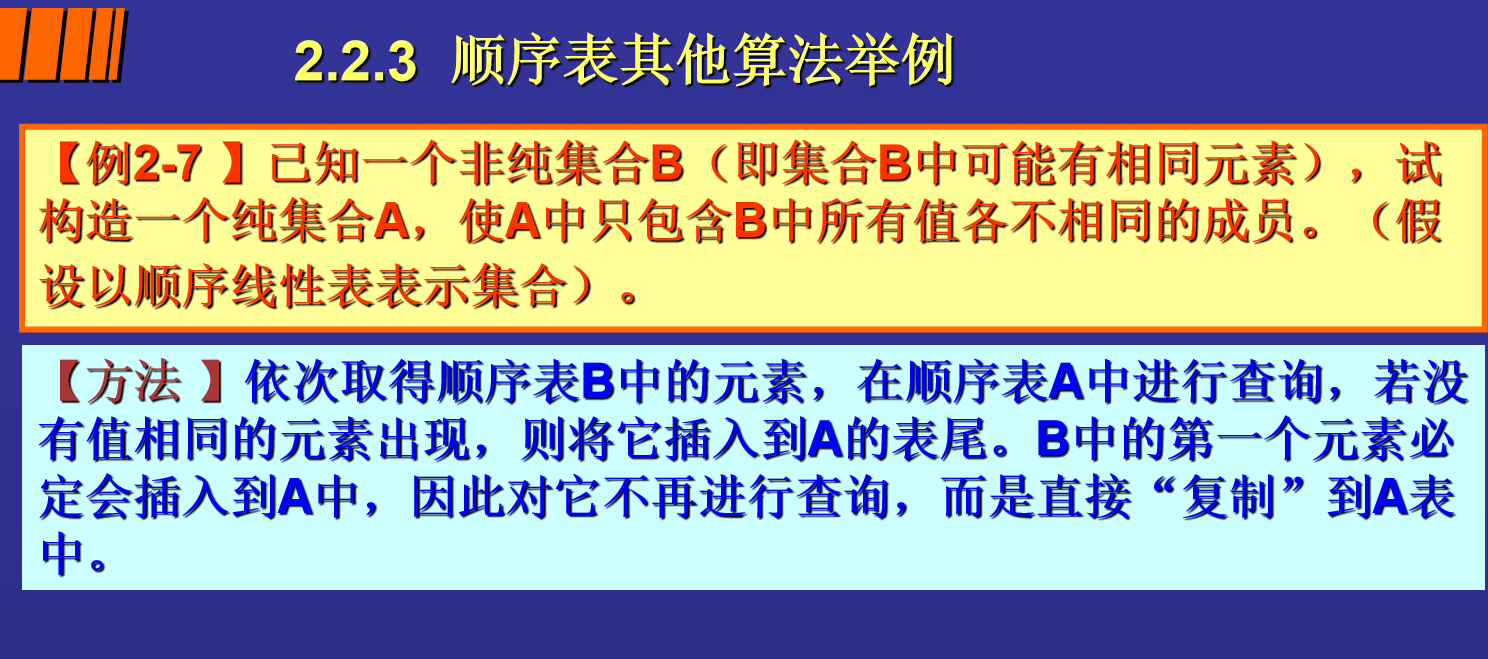 2.2.3 顺序表其他算法举例
【例2-7 】已知一个非纯集合B（即集合B中可能有相同元素），试
构造一个纯集合A，使A中只包含B中所有值各不相同的成员。（假
设以顺序线性表表示集合）。
【方法 】依次取得顺序表B中的元素，在顺序表A中进行查询，若没
有值相同的元素出现，则将它插入到A的表尾。B中的第一个元素必
定会插入到A中，因此对它不再进行查询，而是直接“复制”到A表
中。